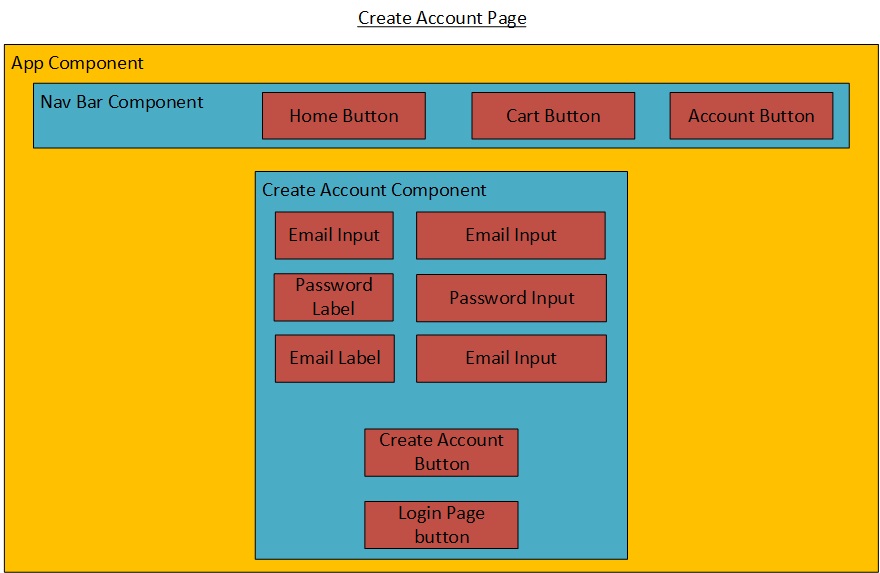 Create Account Page
App Component
Nav Bar Component
Home Button
Cart Button
Account Button
Create Account Component
Email Input
Email Input
Password
Label
Password Input
Email Label
Email Input
Create Account
Button
Login Page
button